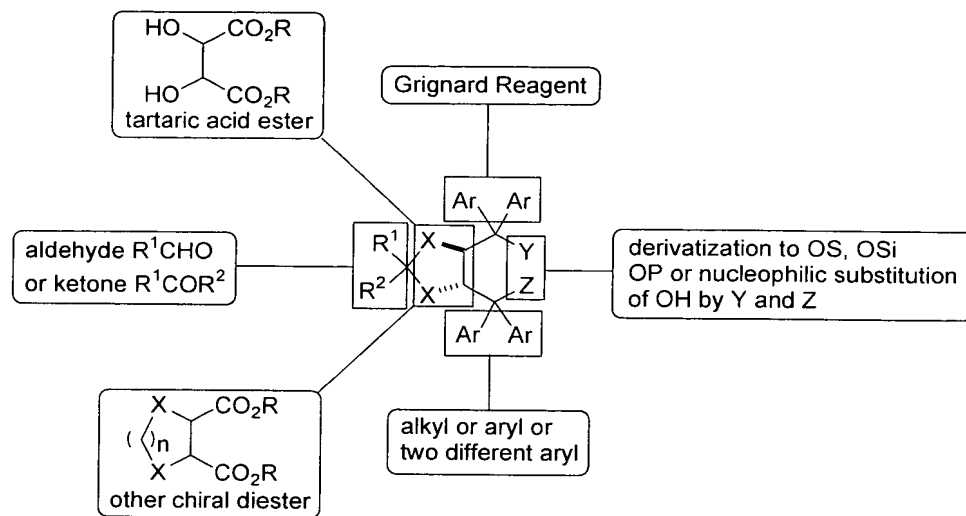 HO CO₂R
HO CO₂R
tartaric acid ester
Grignard Reagent
Ar Ar
aldehyde R¹CHO
or ketone R¹COR²
R¹ X Y
R² X Z
Ar Ar
derivatization to OS, OSi
OP or nucleophilic substitution
of OH by Y and Z
X CO₂R
( )n
X CO₂R
other chiral diester
alkyl or aryl or
two different aryl